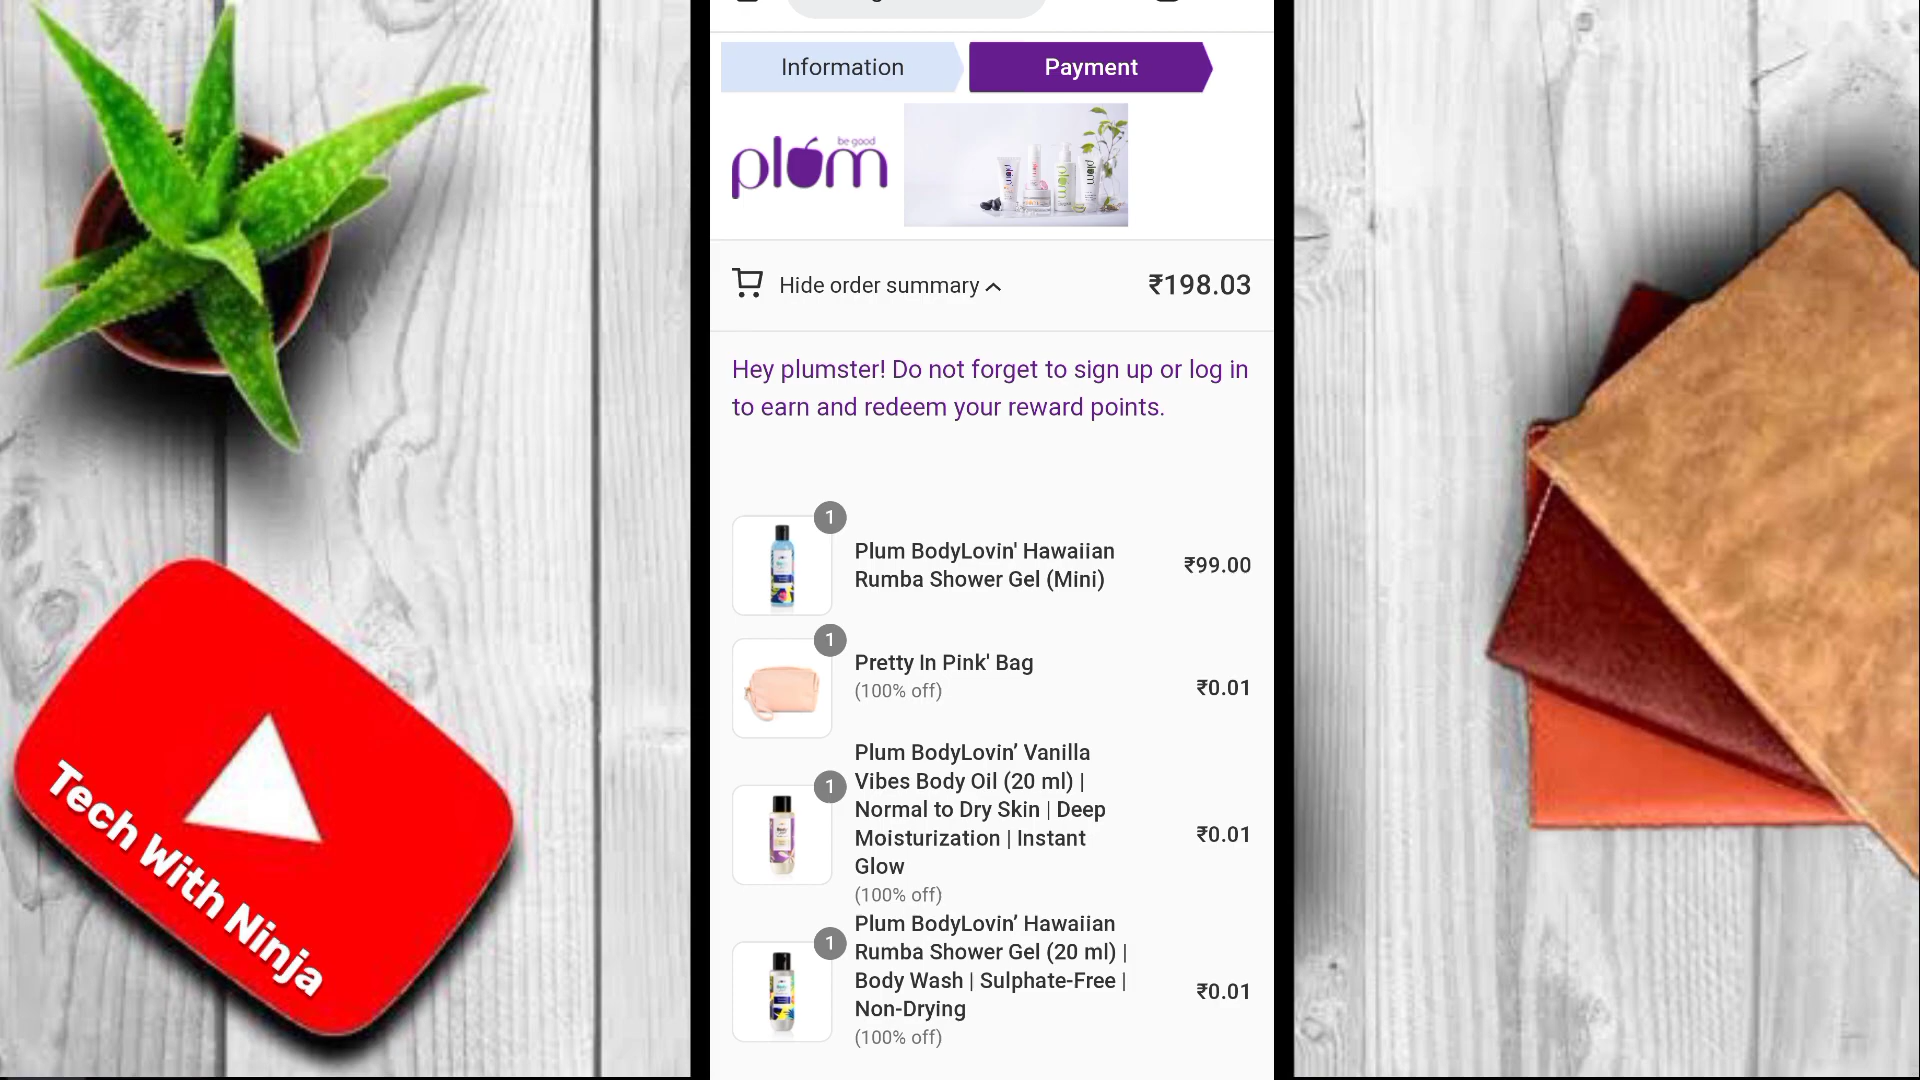 Information
Payment
be good
plum
Hide order summary
₹198.03
Hey plumster! Do not forget to sign up or log in
to earn and redeem your reward points.
1
Plum BodyLovin' Hawaiian
Rumba Shower Gel (Mini)
₹99.00
1
Pretty In Pink' Bag
(100% off)
₹0.01
1
Plum BodyLovin’ Vanilla
Vibes Body Oil (20 ml) |
Normal to Dry Skin | Deep
Moisturization | Instant
Glow
(100% off)
₹0.01
1
Plum BodyLovin’ Hawaiian
Rumba Shower Gel (20 ml) |
Body Wash | Sulphate-Free |
Non-Drying
(100% off)
₹0.01
Tech With Ninja